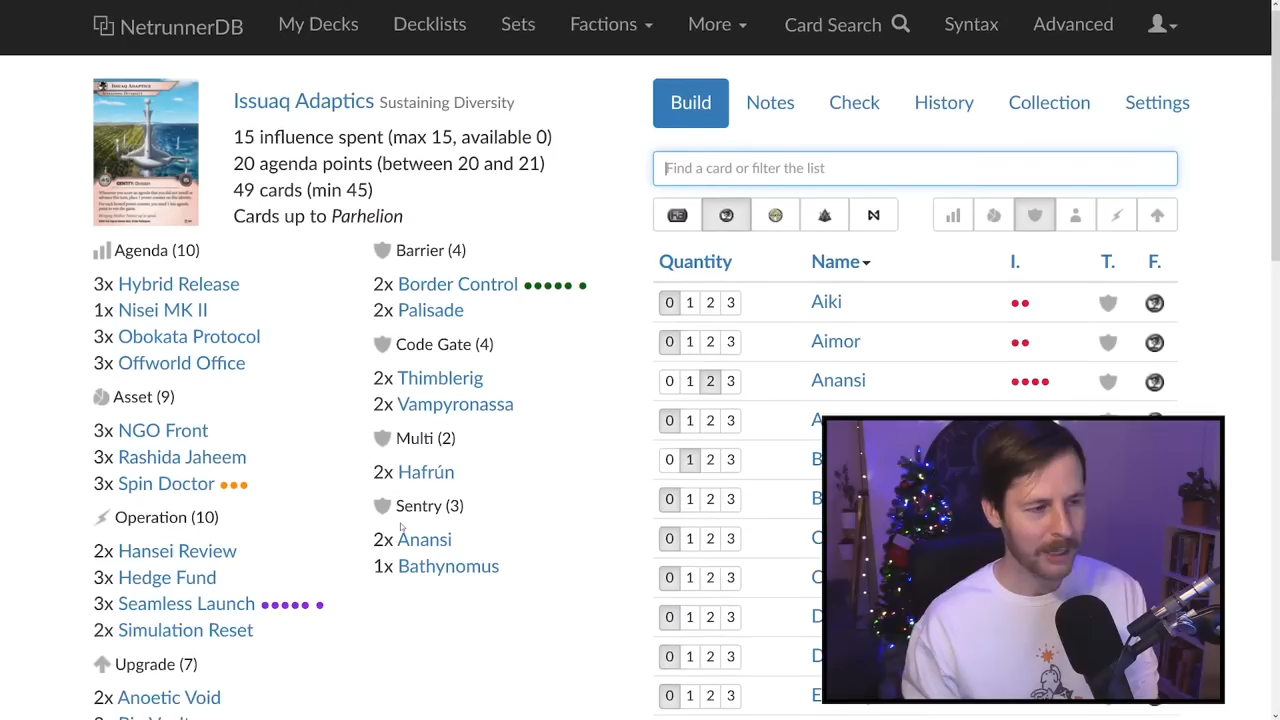 NetrunnerDB My Decks Decklists Sets Factions More Card Search Syntax Advanced
Issuaq Adaptics Sustaining Diversity
15 influence spent (max 15, available 0)
20 agenda points (between 20 and 21)
49 cards (min 45)
Cards up to Parhelion
Agenda (10)
3x Hybrid Release
1x Nisei MK II
3x Obokata Protocol
3x Offworld Office
Asset (9)
3x NGO Front
3x Rashida Jaheem
3x Spin Doctor
Operation (10)
2x Hansei Review
3x Hedge Fund
3x Seamless Launch
2x Simulation Reset
Upgrade (7)
2x Anoetic Void
Barrier (4)
2x Border Control
2x Palisade
Code Gate (4)
2x Thimblerig
2x Vampyronassa
Multi (2)
2x Hafrún
Sentry (3)
2x Anansi
1x Bathynomus
Build Notes Check History Collection Settings
Find a card or filter the list
Quantity Name I. T. F.
0 1 2 3 Aiki
0 1 2 3 Aimor
0 1 2 3 Anansi
0 1 2 3 A
0 1 2 3 B
0 1 2 3 B
0 1 2 3 C
0 1 2 3 C
0 1 2 3 D
0 1 2 3 D
0 1 2 3 E